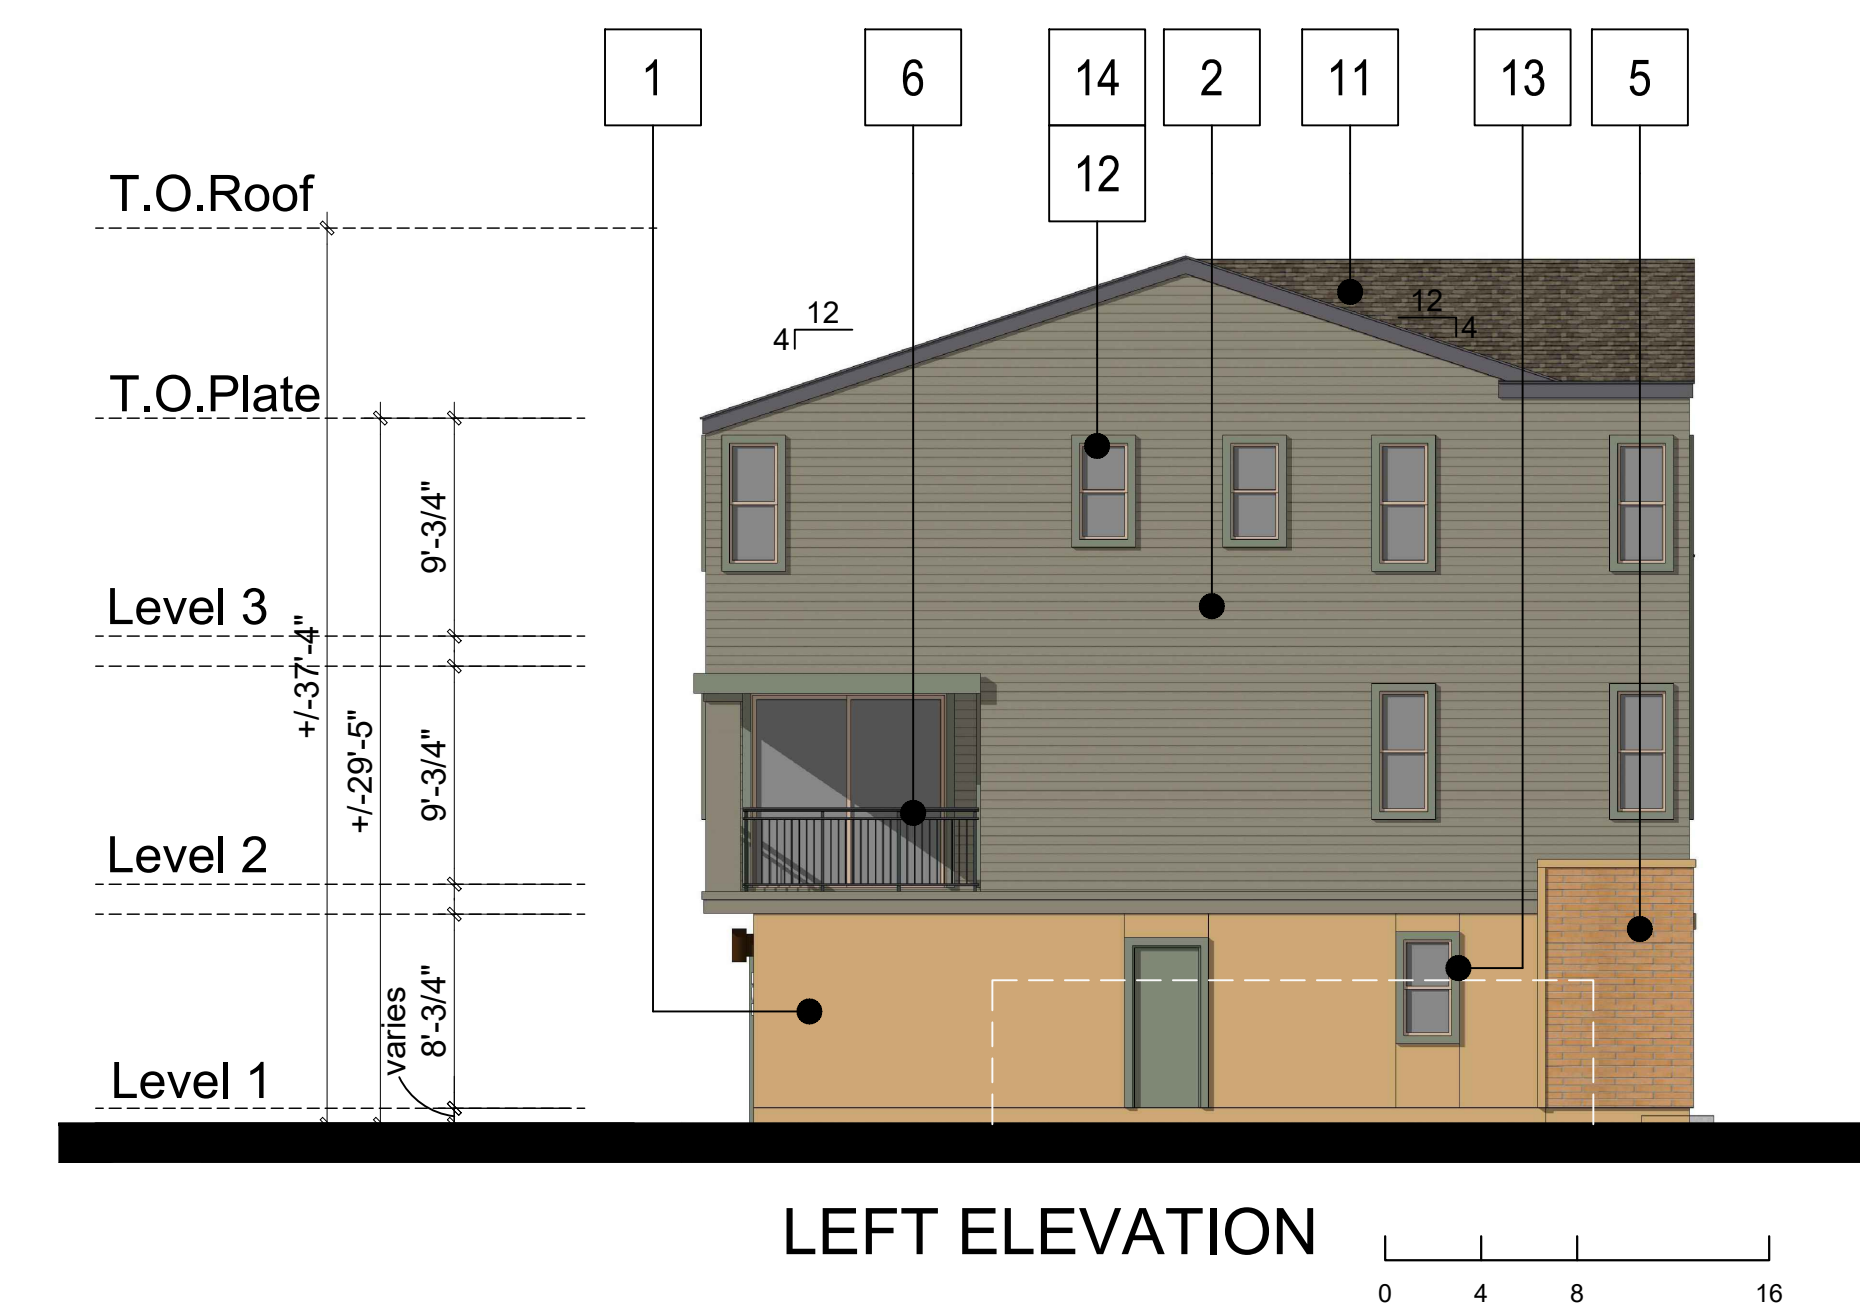 1
6
14
2
11
13
5
12
T.O.Roof
12
4
12
4
T.O.Plate
9'-3/4"
Level 3
+/-37'-4"
+/-29'-5"
9'-3/4"
Level 2
varies
8'-3/4"
Level 1
LEFT ELEVATION
0 4 8 16